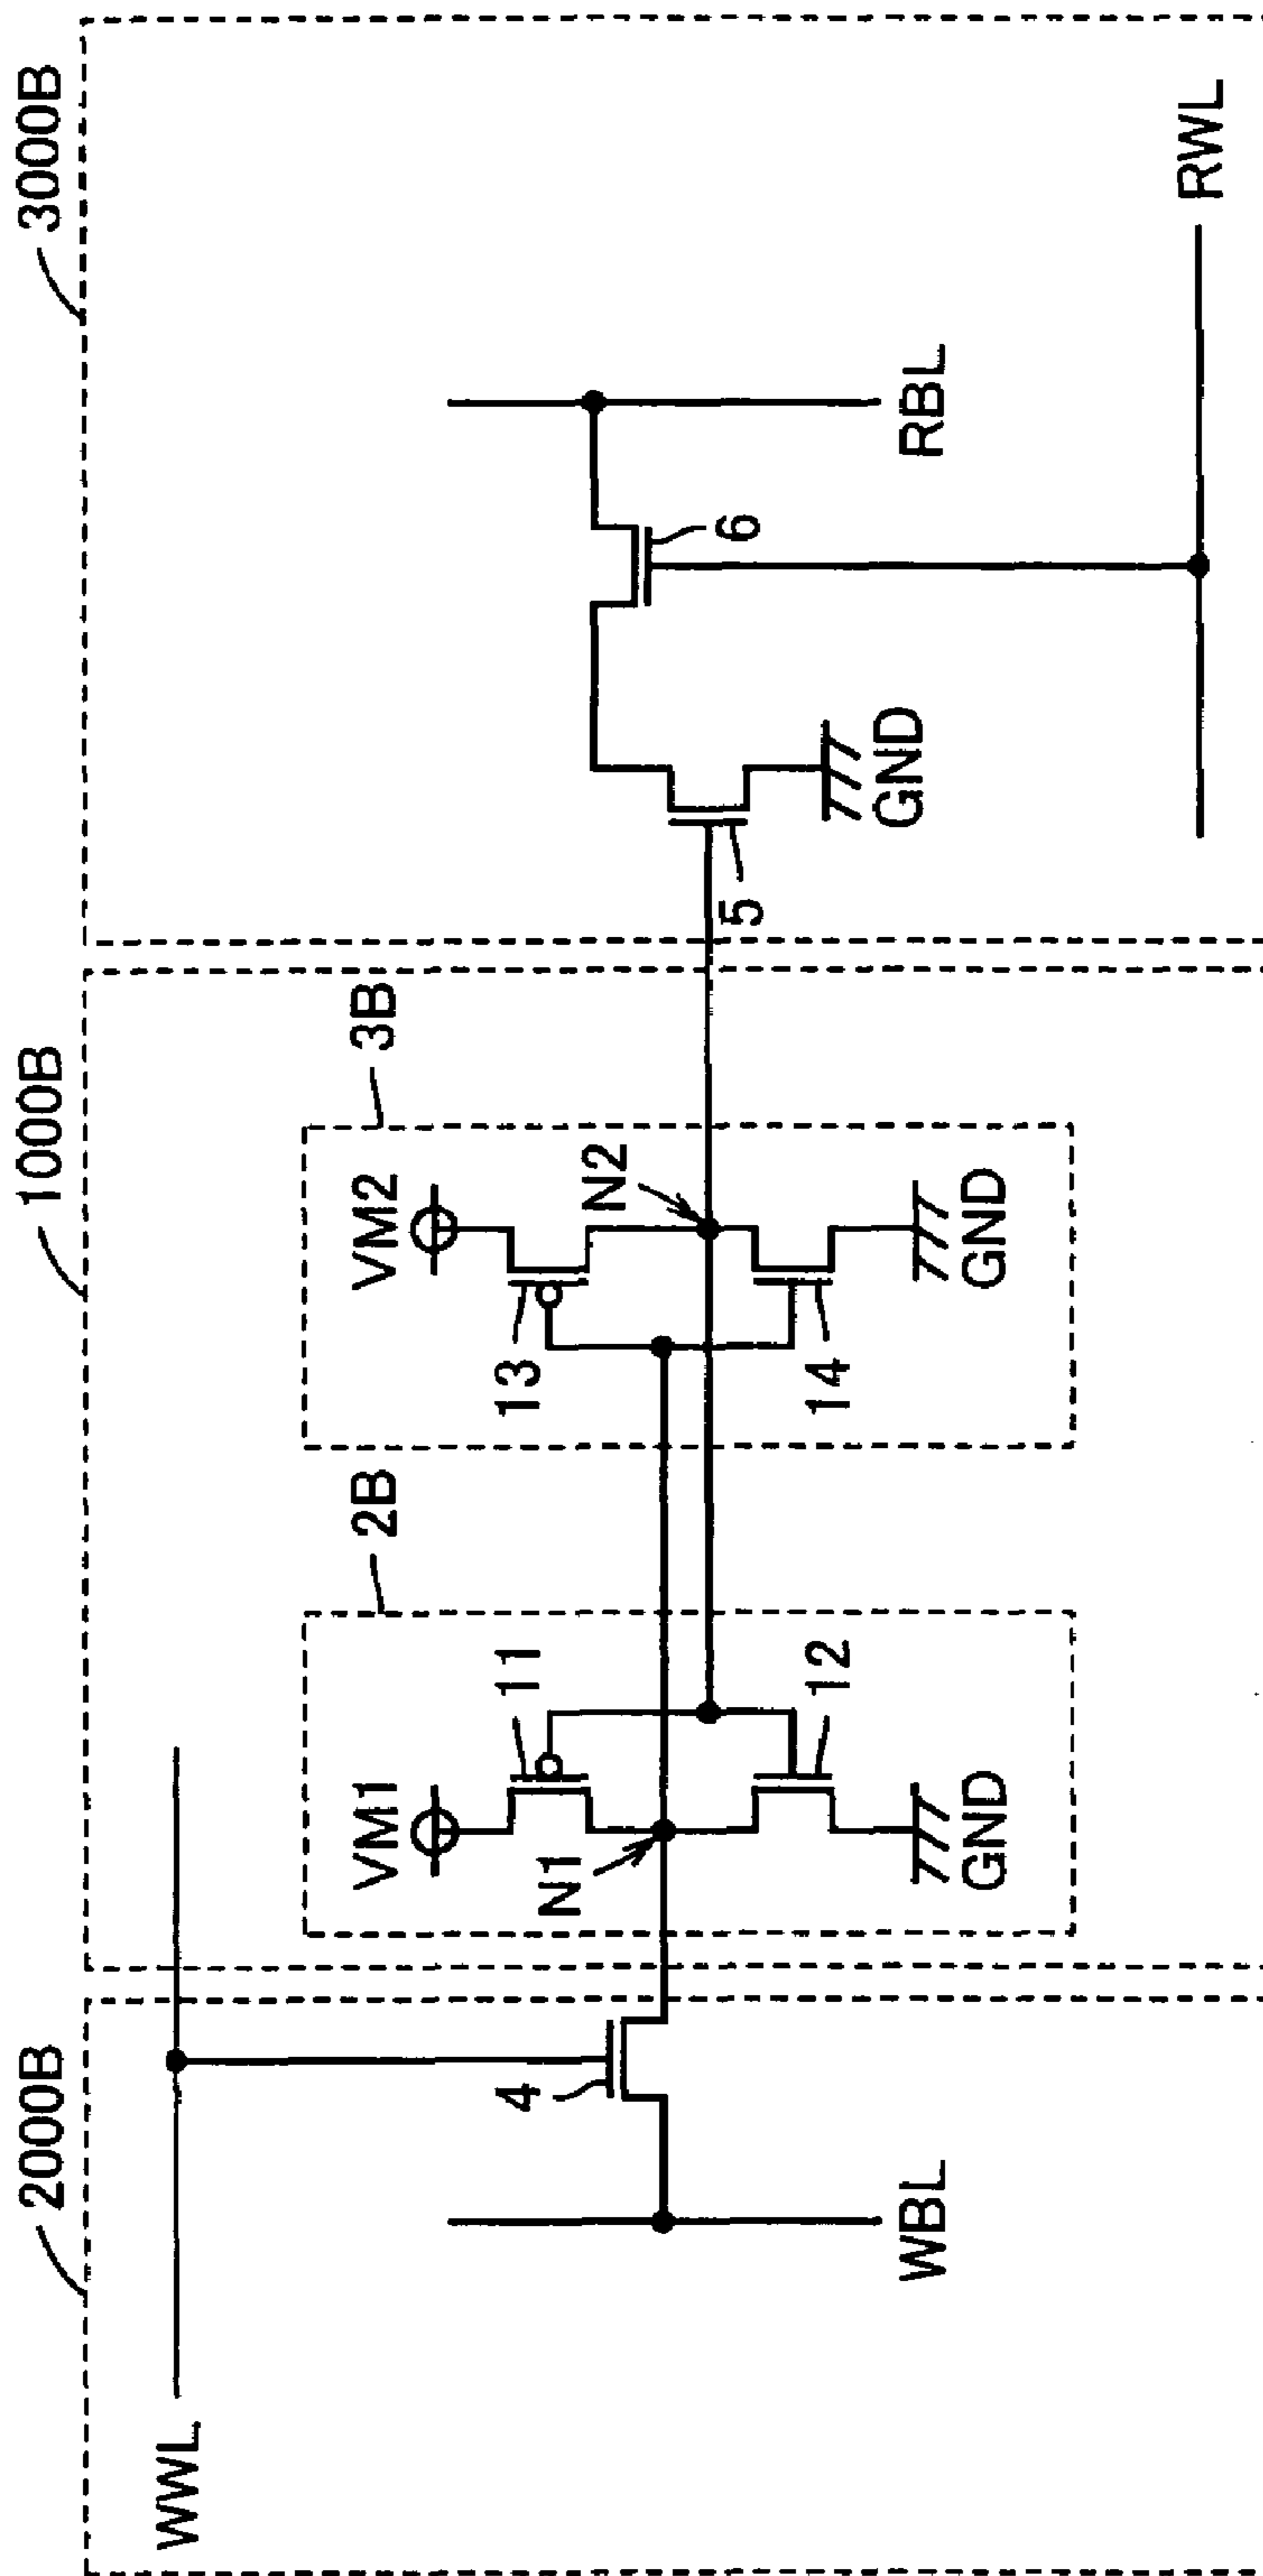 2000B
1000B
3000B
WWL
2B
3B
VM1
VM2
11
13
4
N1
N2
6
12
14
5
WBL
GND
GND
GND
RBL
RWL